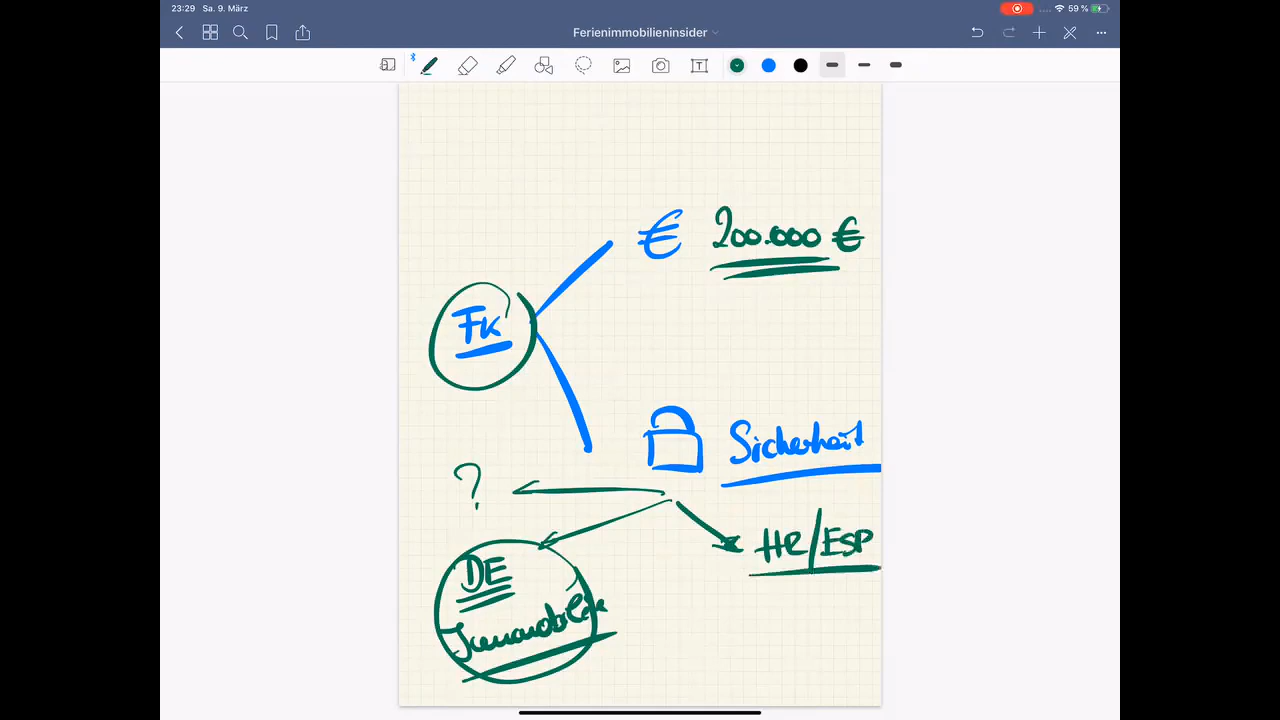 23:29 Sa. 9. März
59 %
Ferienimmobilieninsider
T
€ 200.000 €
FK
Sicherheit
?
HR/ESP
DE
Immobilie